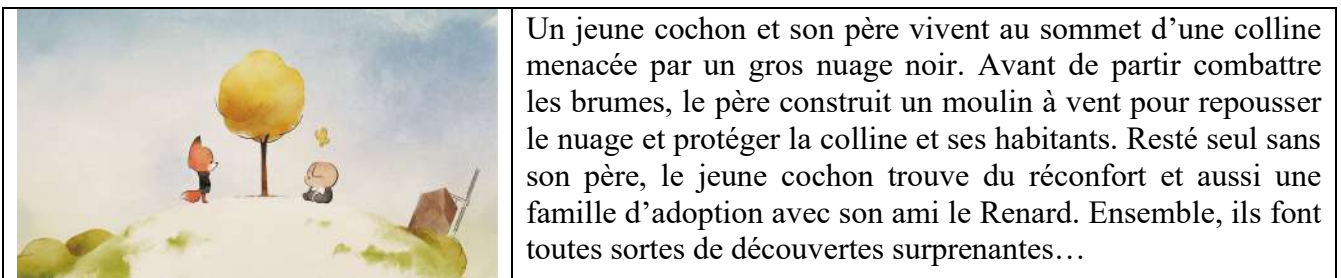 Un jeune cochon et son père vivent au sommet d’une colline
menacée par un gros nuage noir. Avant de partir combattre
les brumes, le père construit un moulin à vent pour repousser
le nuage et protéger la colline et ses habitants. Resté seul sans
son père, le jeune cochon trouve du réconfort et aussi une
famille d’adoption avec son ami le Renard. Ensemble, ils font
toutes sortes de découvertes surprenantes…